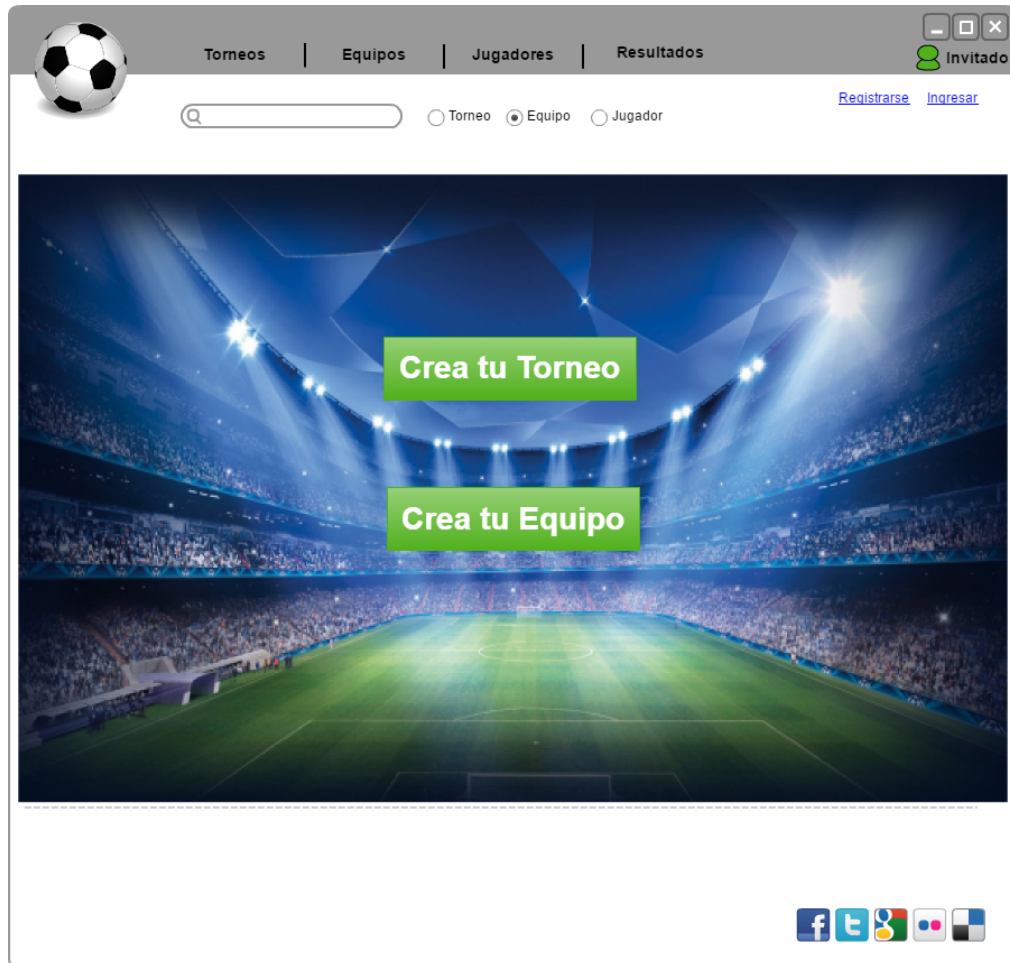 Torneos
Equipos
Jugadores
Resultados
Invitado
Registrarse
Ingresar
Torneo
Equipo
Jugador
Crea tu Torneo
Crea tu Equipo